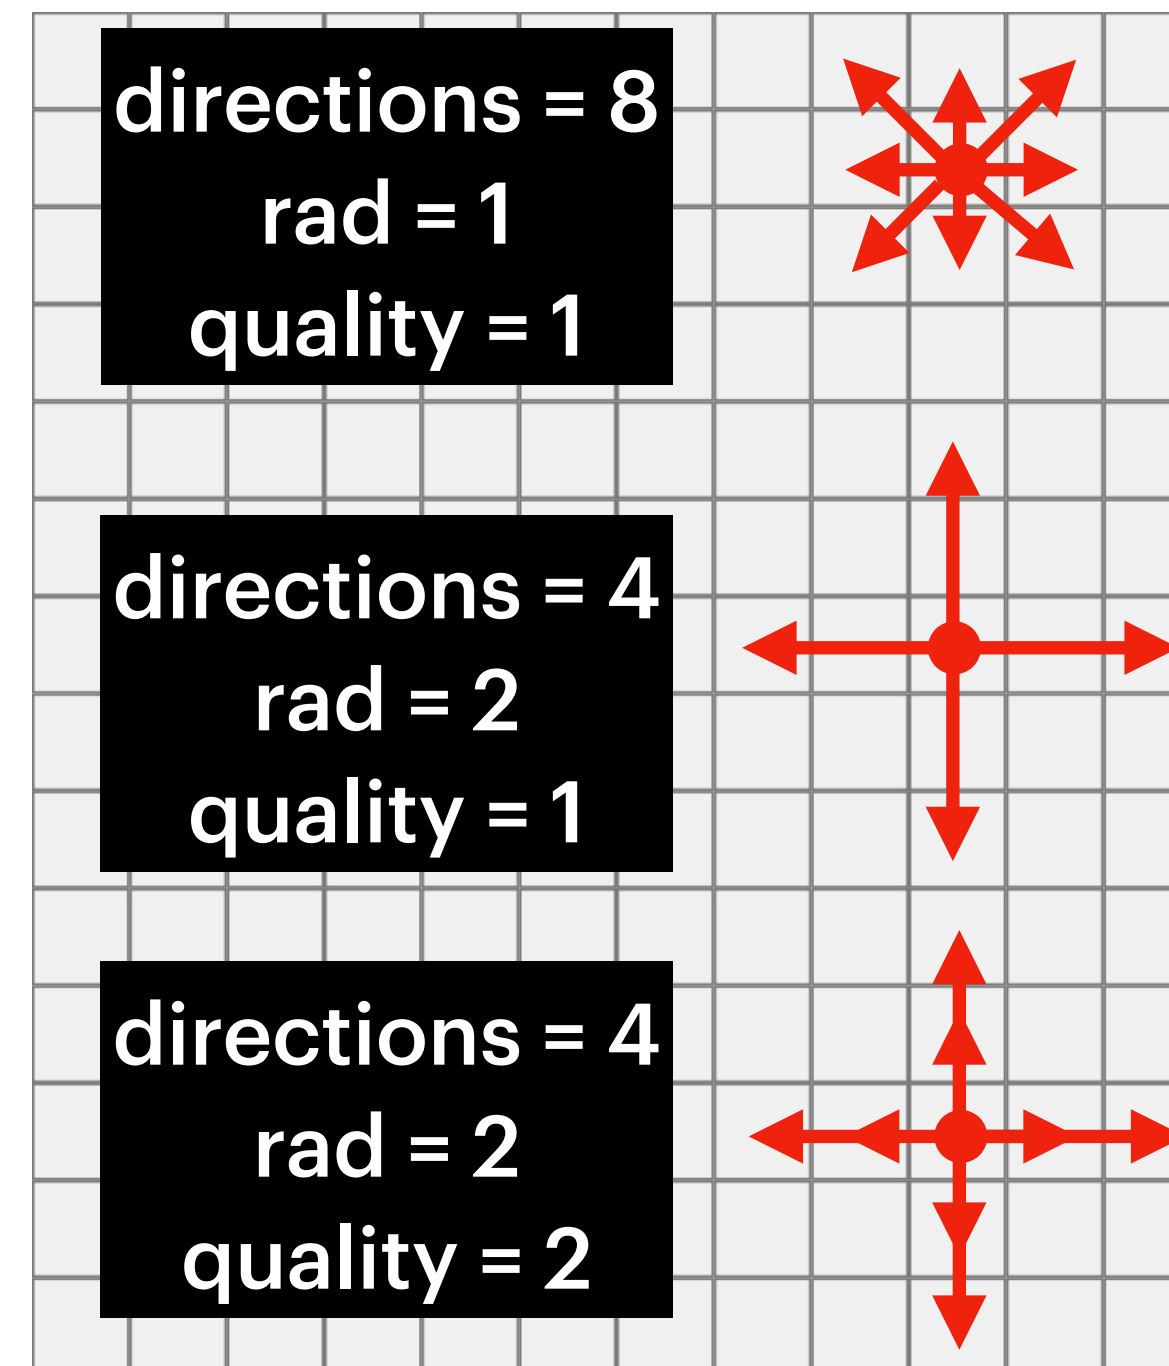 directions = 8
rad = 1
quality = 1
directions = 4
rad = 2
quality = 1
directions = 4
rad = 2
quality = 2